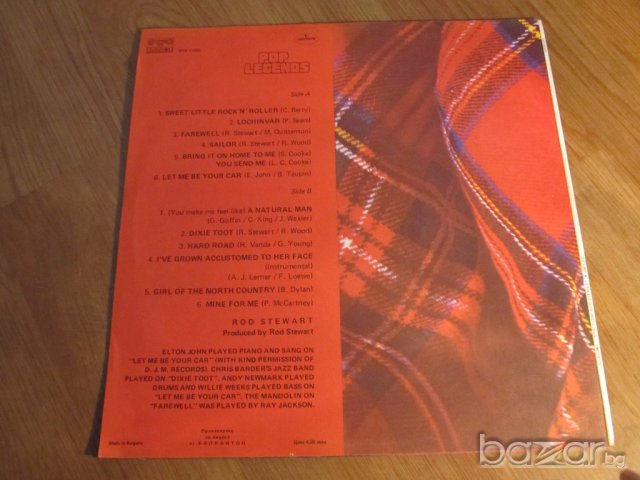 POP
LEGENDS
Side A
1. SWEET LITTLE ROCK'N'ROLLER (C. Berry)
2. LOCHINVAR (P. Sears)
3. FAREWELL (R. Stewart / M. Quittenton)
4. SAILOR (R. Stewart / R. Wood)
5. BRING IT ON HOME TO ME (S. Cooke)
YOU SEND ME (L. C. Cooke)
6. LET ME BE YOUR CAR (E. John / B. Taupin)
Side B
1. (You make me feel like) A NATURAL MAN
(G. Goffin / C. King / J. Wexler)
2. DIXIE TOOT (R. Stewart / R. Wood)
3. HARD ROAD (H. Vanda / G. Young)
4. I'VE GROWN ACCUSTOMED TO HER FACE
(instrumental)
(A. J. Lerner / F. Loewe)
5. GIRL OF THE NORTH COUNTRY (B. Dylan)
6. MINE FOR ME (P. McCartney)
ROD STEWART
Produced by Rod Stewart
ELTON JOHN PLAYED PIANO AND SANG ON
"LET ME BE YOUR CAR" (WITH KIND PERMISSION OF
D. J. M. RECORDS). CHRIS BARDER'S JAZZ BAND
PLAYED ON "DIXIE TOOT", ANDY NEWMARK PLAYED
DRUMS AND WILLIE WEEKS PLAYED BASS ON
"LET ME BE YOUR CAR". THE MANDOLIN ON
"FAREWELL" WAS PLAYED BY RAY JACKSON.
Made in Bulgaria
bazar.bg